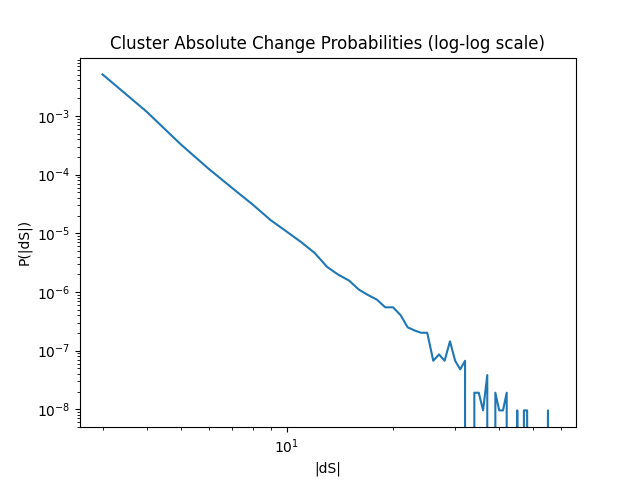 Cluster Absolute Change Probabilities (log-log scale)
P(|dS|)
10⁻³
10⁻⁴
10⁻⁵
10⁻⁶
10⁻⁷
10⁻⁸
10¹
|dS|